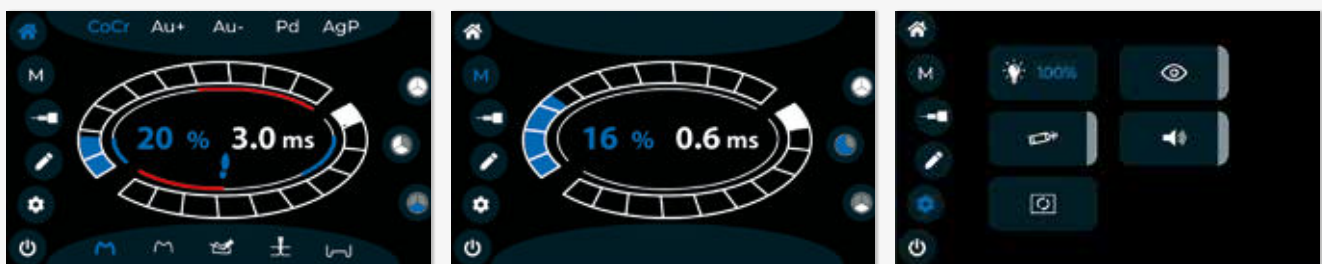 CoCr Au+ Au- Pd AgP
M
20 % 3.0 ms
M
16 % 0.6 ms
M
100%